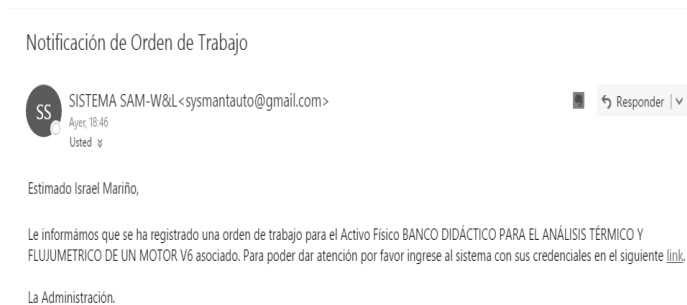 Notificación de Orden de Trabajo
SS
SISTEMA SAM-W&L<sysmantauto@gmail.com>
Responder
Ayer, 18:46
Usted
Estimado Israel Mariño,
Le informámos que se ha registrado una orden de trabajo para el Activo Físico BANCO DIDÁCTICO PARA EL ANÁLISIS TÉRMICO Y
FLUJUMETRICO DE UN MOTOR V6 asociado. Para poder dar atención por favor ingrese al sistema con sus credenciales en el siguiente link.
La Administración.